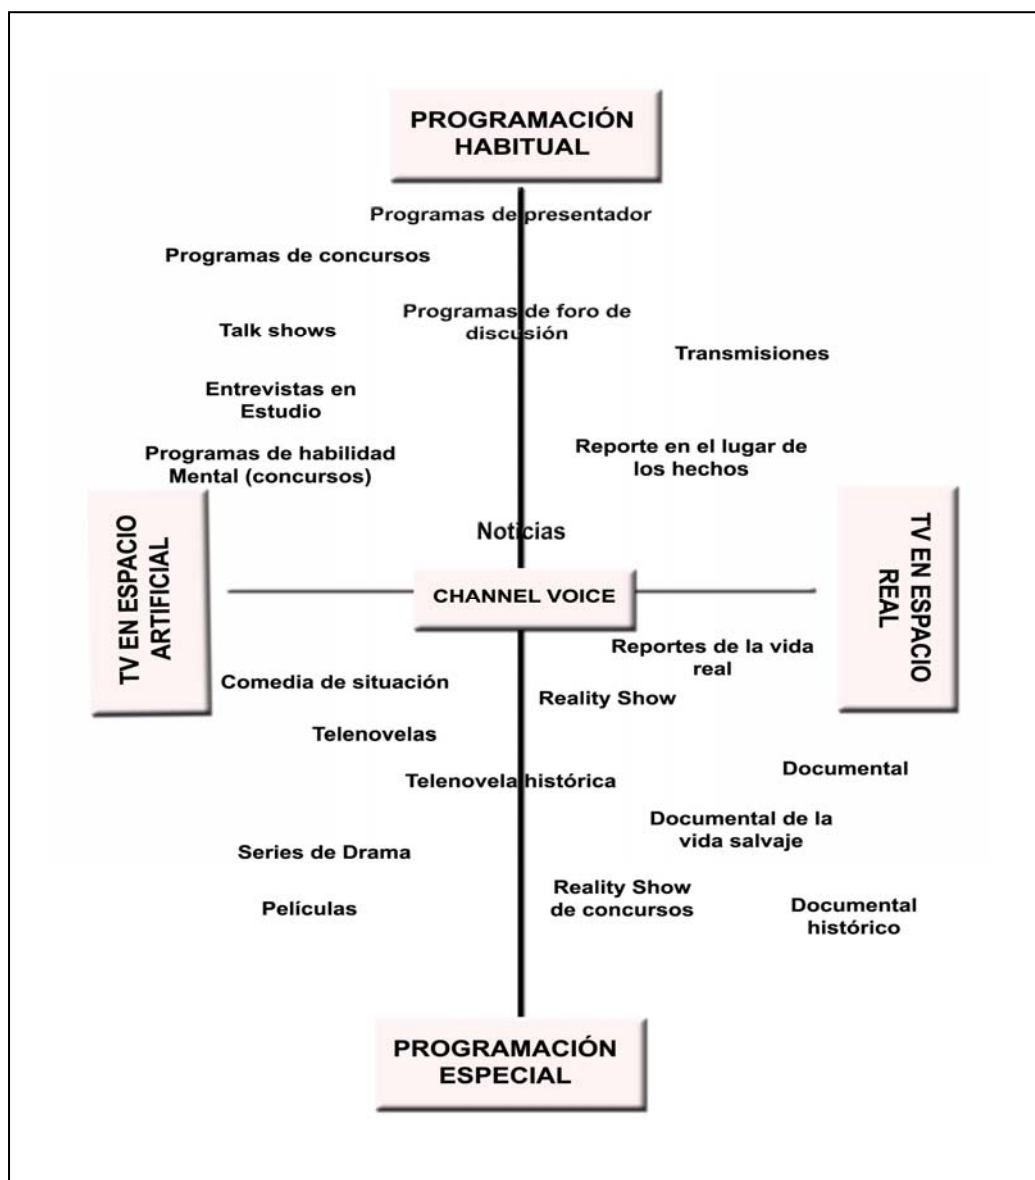 PROGRAMACIÓN
HABITUAL
Programas de presentador
Programas de concursos
Programas de foro de
discusión
Talk shows
Transmisiones
Entrevistas en
Estudio
Reporte en el lugar de
los hechos
Programas de habilidad
Mental (concursos)
Noticias
TV EN ESPACIO
ARTIFICIAL
CHANNEL VOICE
TV EN ESPACIO
REAL
Reportes de la vida
real
Comedia de situación
Reality Show
Telenovelas
Documental
Telenovela histórica
Documental de la
vida salvaje
Series de Drama
Reality Show
de concursos
Películas
Documental
histórico
PROGRAMACIÓN
ESPECIAL